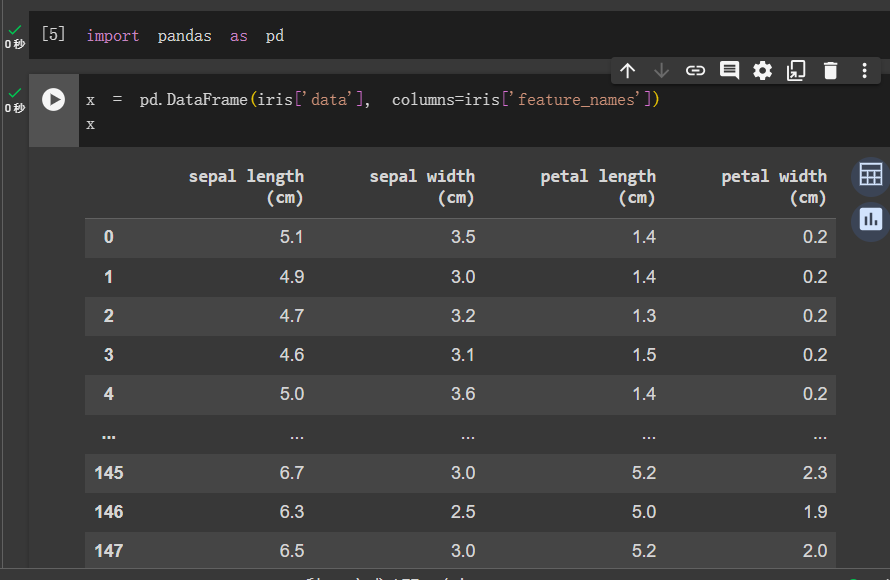 [5] import pandas as pd
0秒
0秒
x = pd.DataFrame(iris['data'], columns=iris['feature_names'])
x
sepal length (cm) sepal width (cm) petal length (cm) petal width (cm)
0 5.1 3.5 1.4 0.2
1 4.9 3.0 1.4 0.2
2 4.7 3.2 1.3 0.2
3 4.6 3.1 1.5 0.2
4 5.0 3.6 1.4 0.2
... ... ... ... ...
145 6.7 3.0 5.2 2.3
146 6.3 2.5 5.0 1.9
147 6.5 3.0 5.2 2.0